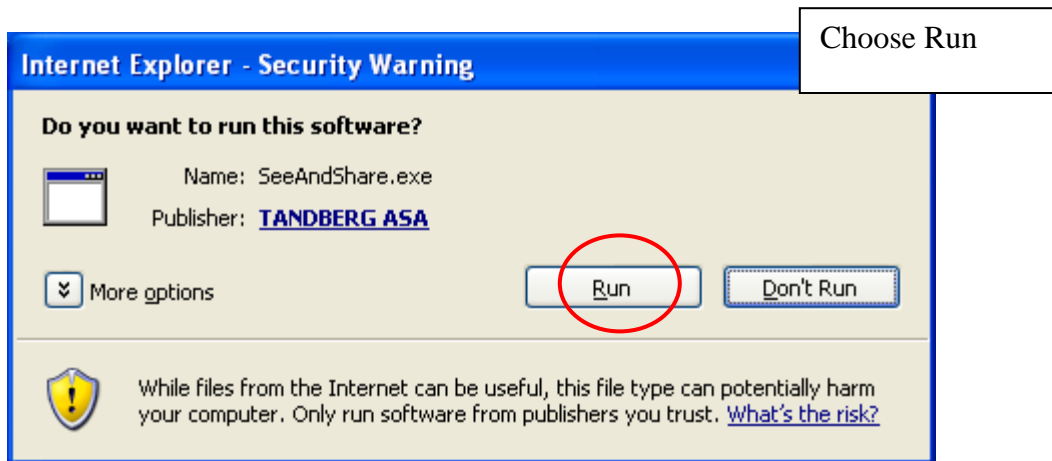 Choose Run
Internet Explorer - Security Warning
Do you want to run this software?
Name: SeeAndShare.exe
Publisher: TANDBERG ASA
More options
Run
Don't Run
While files from the Internet can be useful, this file type can potentially harm
your computer. Only run software from publishers you trust. What's the risk?